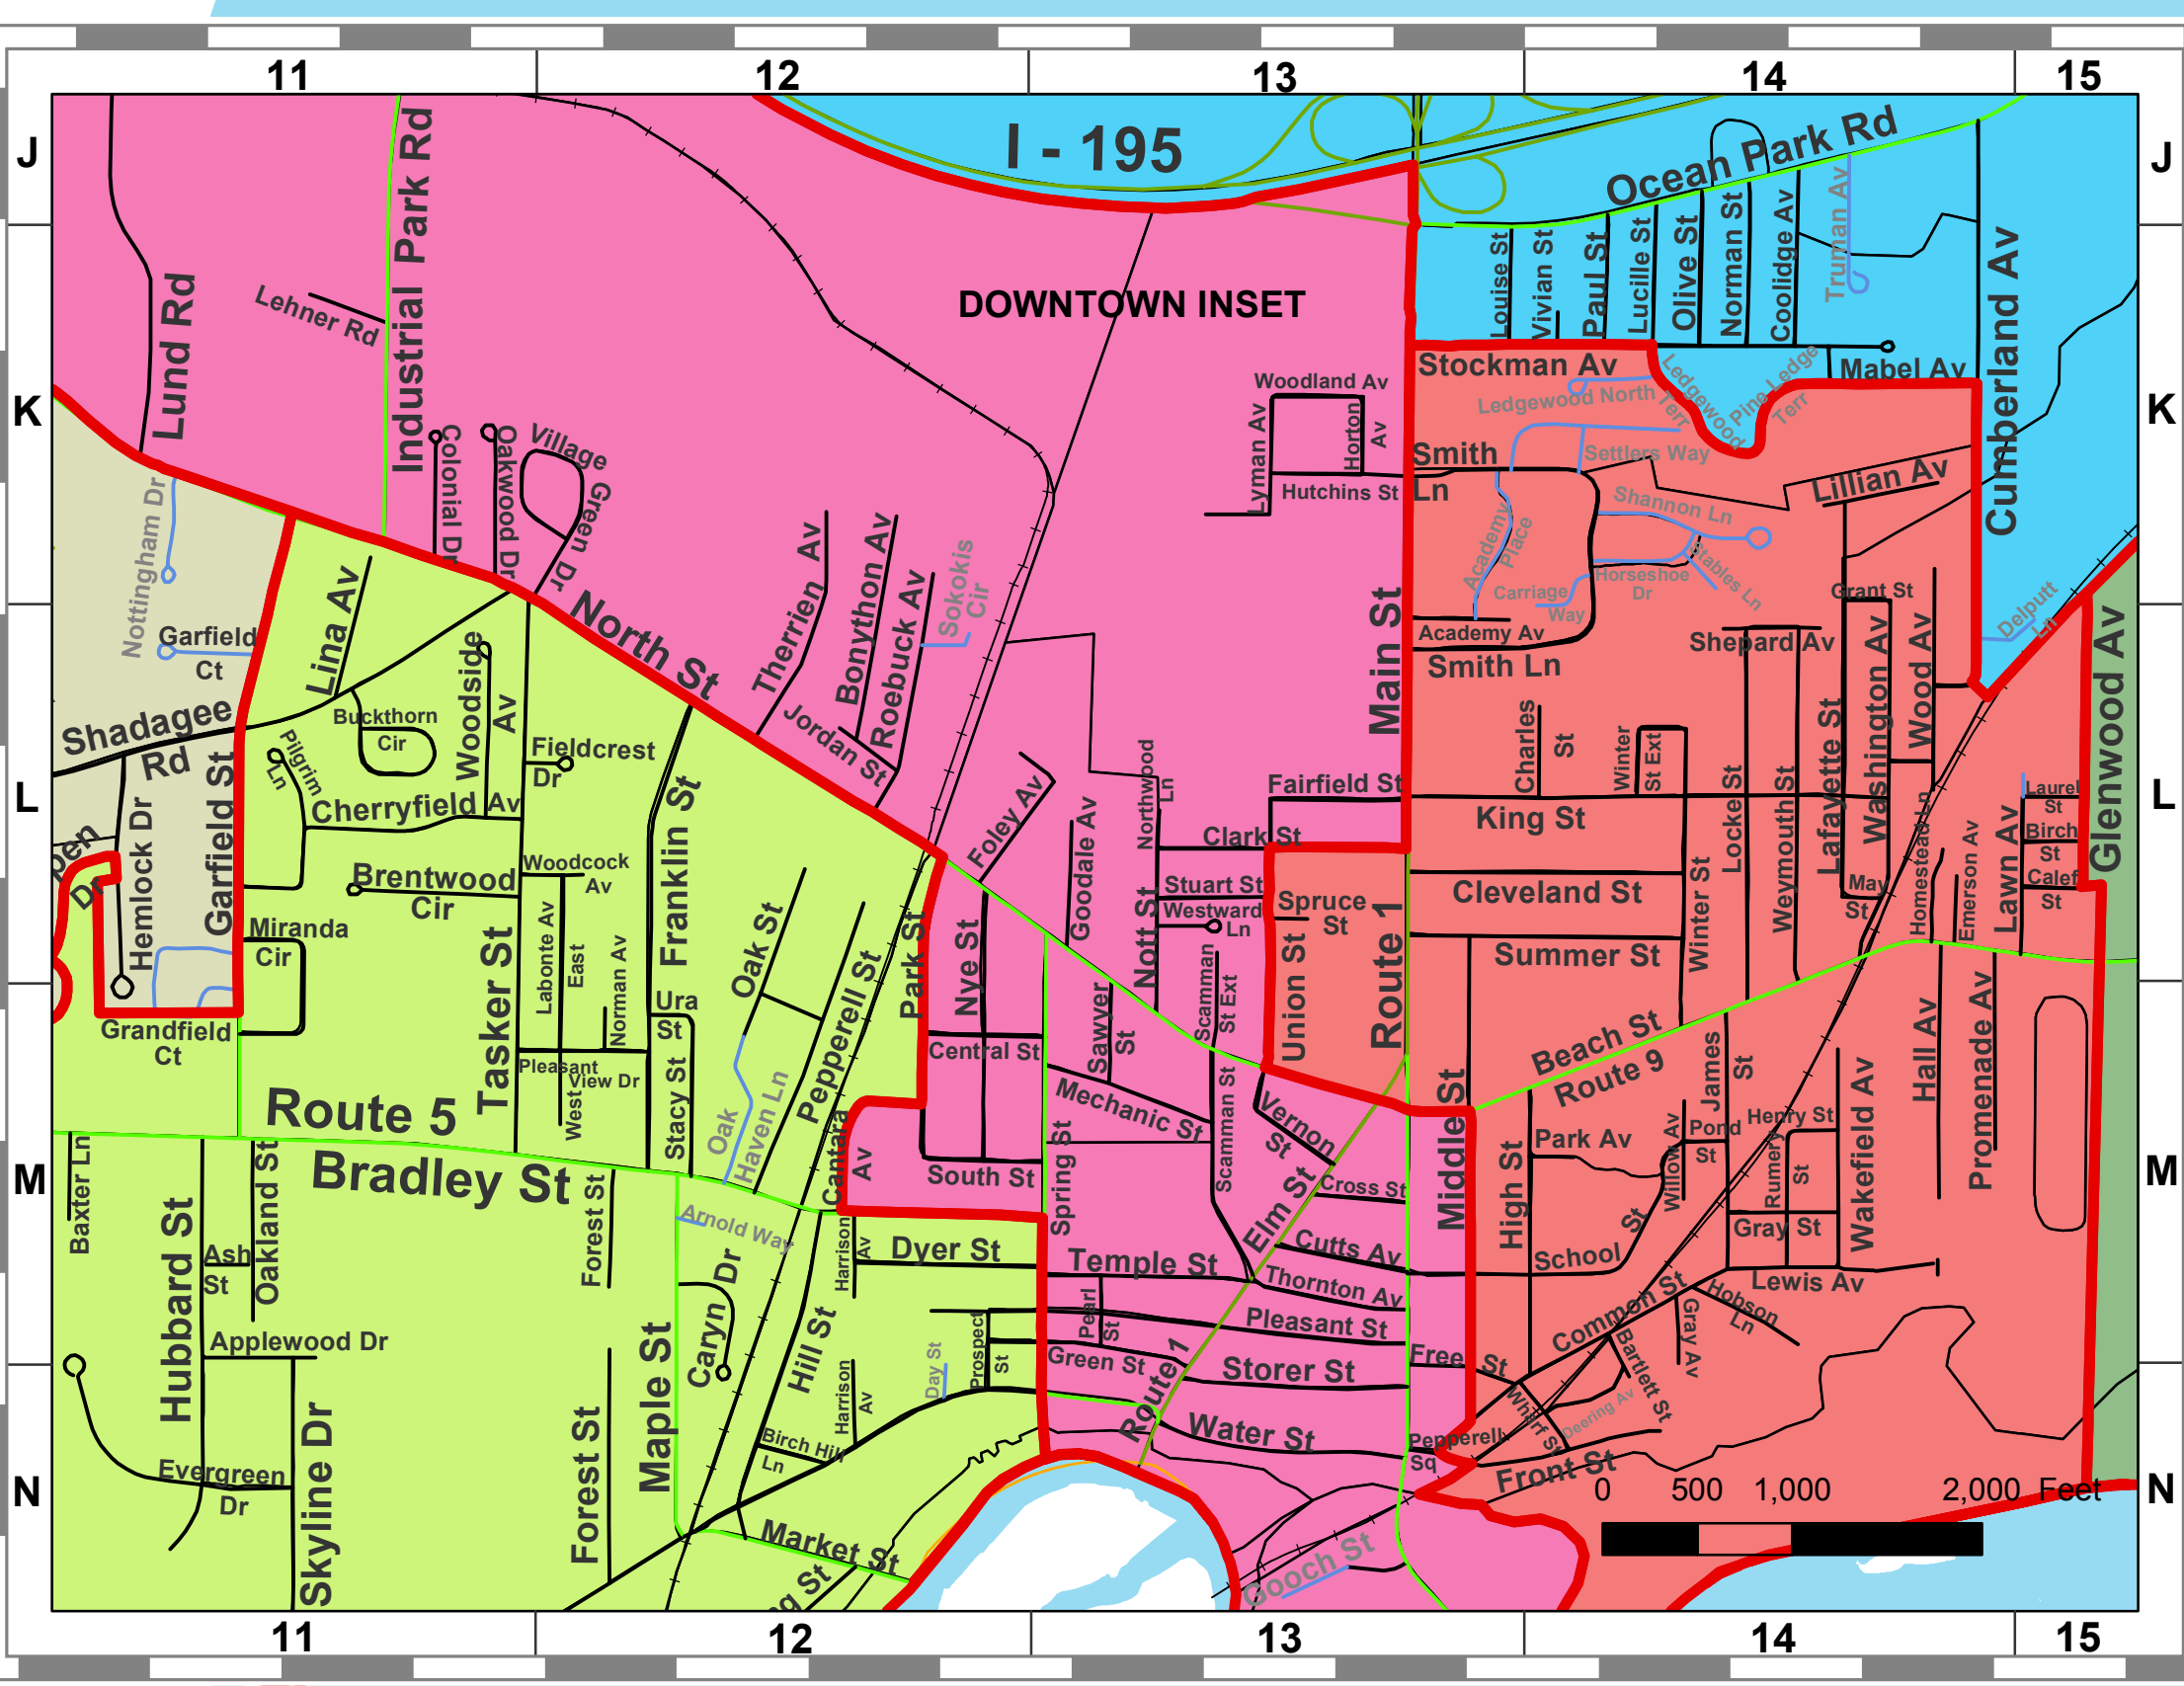 11
12
13
14
15
J
J
I - 195
Ocean Park Rd
Industrial Park Rd
Truman Av
Lund Rd
Lehner Rd
DOWNTOWN INSET
Louise St
Vivian St
Paul St
Lucille St
Olive St
Norman St
Coolidge Av
Cumberland Av
Stockman Av
Mabel Av
K
K
Woodland Av
Lyman Av
Horton
Av
Hutchins St
Ledgewood North
Ledgewood
Terr
Pine Ledge
Terr
Smith
Ln
Settlers Way
Lillian Av
Shannon Ln
Academy
Place
Horseshoe
Dr
Stables Ln
Carriage
Way
Colonial Dr
Oakwood Dr
Village
Green
Dr
Nottingham Dr
Garfield
Ct
Lina Av
North St
Therrien Av
Bonython Av
Roebuck Av
Sokokis
Cir
Jordan St
Main St
Academy Av
Smith Ln
Grant St
Shepard Av
Delputt
Ln
Glenwood Av
Shadagee
Rd
Buckthorn
Cir
Woodside
Av
Pilgrim
Ln
Fieldcrest
Dr
Cherryfield Av
Franklin St
L
L
Hemlock Dr
Garfield St
pen
Dr
Brentwood
Cir
Woodcock
Av
Miranda
Cir
Tasker St
Labonte Av
East
Norman Av
Oak St
Pepperell St
Park St
Nye St
Foley Av
Goodale Av
Northwood
Ln
Fairfield St
Clark St
Stuart St
Westward
Ln
Nott St
Spruce
St
Union St
Route 1
Scamman
St Ext
Charles
St
Winter
St Ext
King St
Cleveland St
Summer St
Winter St
Locke St
Weymouth St
Lafayette St
Washington Av
Wood Av
May
St
Homestead Ln
Emerson Av
Lawn Av
Laurel
St
Birch
St
Calef
St
Grandfield
Ct
Ura
St
Stacy St
Pleasant
View Dr
West
Oak
Haven Ln
Cantara
Av
Central St
Sawyer
St
Mechanic St
South St
Spring St
Scamman St
Vernon
St
Cross St
Elm St
Middle St
Beach St
Route 9
James
St
Hall Av
Promenade Av
Route 5
Bradley St
M
M
Baxter Ln
Hubbard St
Oakland St
Ash
St
Forest St
Arnold Way
Caryn Dr
Maple St
Hill St
Harrison
Av
Dyer St
Temple St
Cutts Av
Thornton Av
Pleasant St
Pearl
St
Green St
Storer St
Free St
High St
Park Av
Willow Av
Pond
St
Henry St
Rumery
St
Wakefield Av
Gray St
School St
Lewis Av
Common St
Hobson
Ln
Gray Av
Bartlett St
Deering Av
Wharf St
Front St
Applewood Dr
Prospect
St
Day St
Harrison
Av
Route 1
Water St
Pepperell
Sq
N
N
Evergreen
Dr
Skyline Dr
Forest St
Birch Hill
Ln
Market St
ng St
Gooch St
0 500 1,000 2,000 Feet
11
12
13
14
15